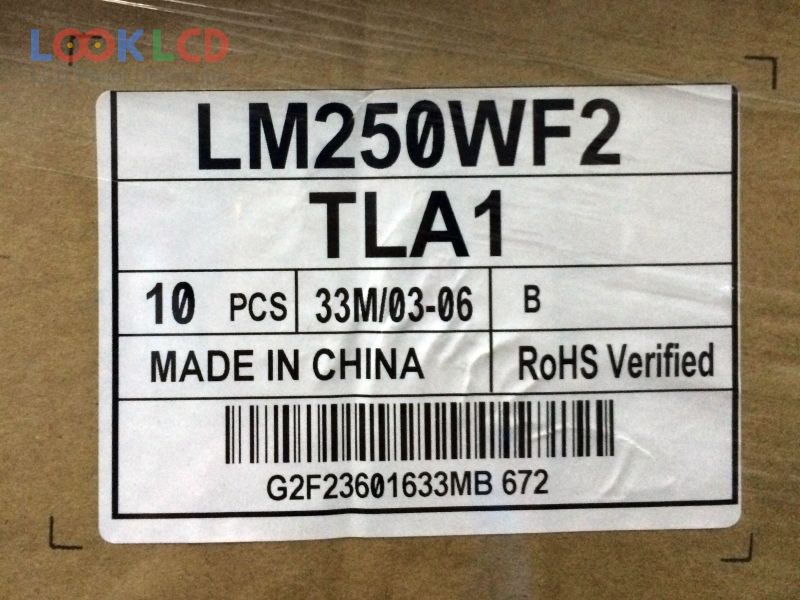 LOOKLCD
LM250WF2
TLA1
10 PCS 33M/03-06 B
MADE IN CHINA RoHS Verified
G2F23601633MB 672